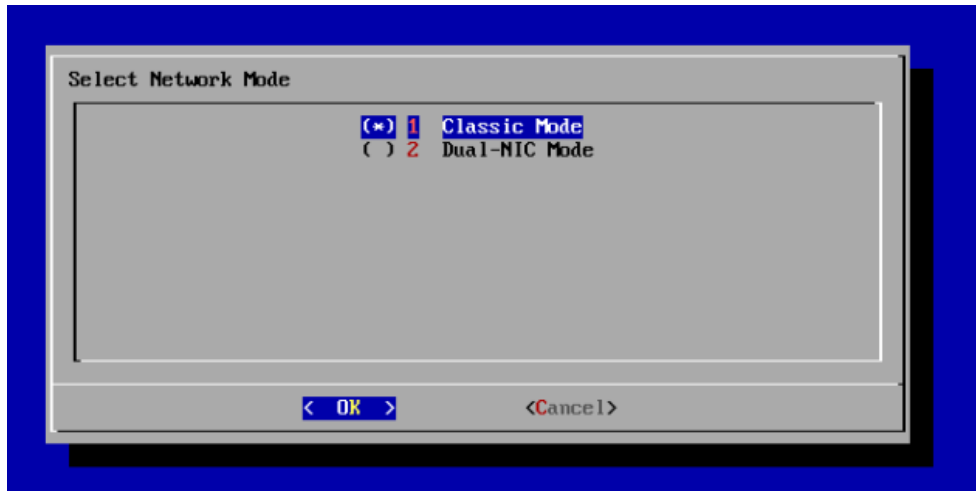 Select Network Mode
(*) 1 Classic Mode
( ) 2 Dual-NIC Mode
< OK > <Cancel>